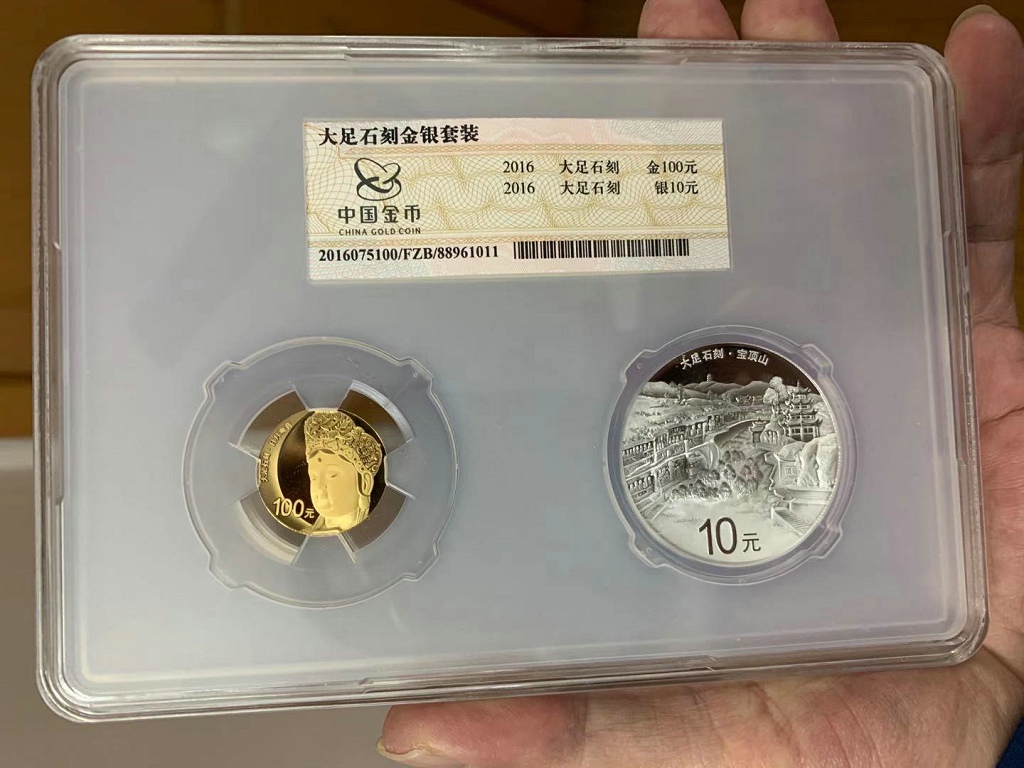 大足石刻金银套装
2016 大足石刻 金100元
2016 大足石刻 银10元
中国金币
CHINA GOLD COIN
2016075100/FZB/88961011
100元
大足石刻·宝顶山
10元